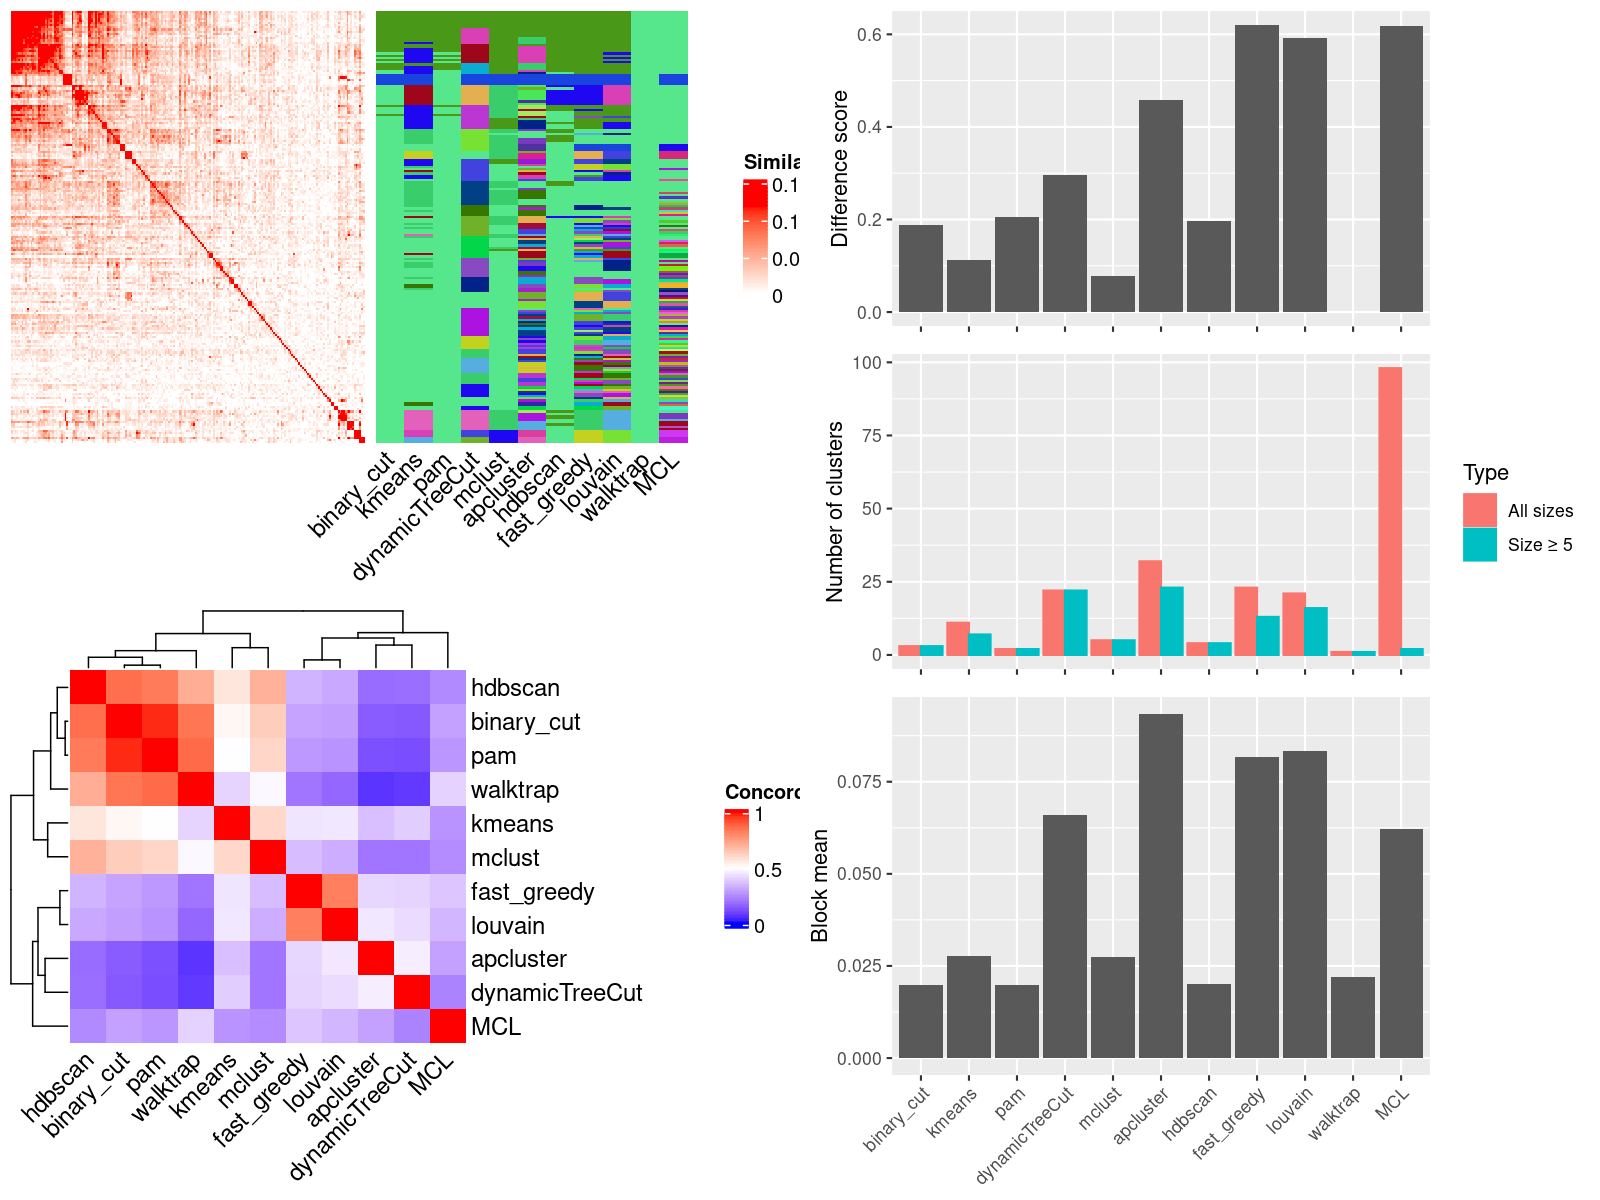 Simila
0.1
0.1
0.0
0
binary_cut
kmeans
pam
dynamicTreeCut
mclust
apcluster
hdbscan
fast_greedy
louvain
walktrap
MCL
Difference score
0.6
0.4
0.2
0.0
Number of clusters
100
75
50
25
0
Type
All sizes
Size ≥ 5
hdbscan
binary_cut
pam
walktrap
kmeans
mclust
fast_greedy
louvain
apcluster
dynamicTreeCut
MCL
hdbscan
binary_cut
pam
walktrap
kmeans
mclust
fast_greedy
louvain
apcluster
dynamicTreeCut
MCL
Concord
1
0.5
0
Block mean
0.075
0.050
0.025
0.000
binary_cut
kmeans
pam
dynamicTreeCut
mclust
apcluster
hdbscan
fast_greedy
louvain
walktrap
MCL